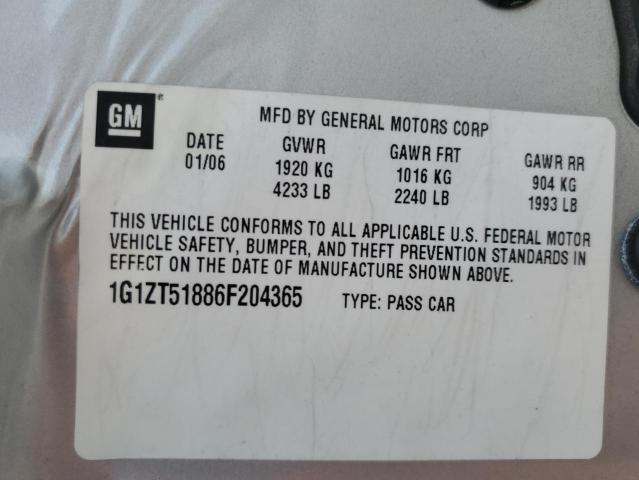 GM ®
MFD BY GENERAL MOTORS CORP
DATE GVWR GAWR FRT GAWR RR
01/06 1920 KG 1016 KG 904 KG
4233 LB 2240 LB 1993 LB
THIS VEHICLE CONFORMS TO ALL APPLICABLE U.S. FEDERAL MOTOR
VEHICLE SAFETY, BUMPER, AND THEFT PREVENTION STANDARDS IN
EFFECT ON THE DATE OF MANUFACTURE SHOWN ABOVE.
1G1ZT51886F204365 TYPE: PASS CAR